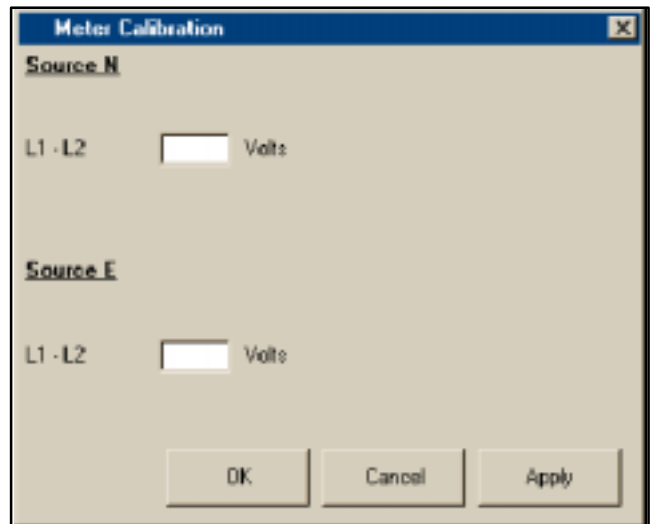 Meter Calibration
Source N
L1 - L2 Volts
Source E
L1 - L2 Volts
OK Cancel Apply